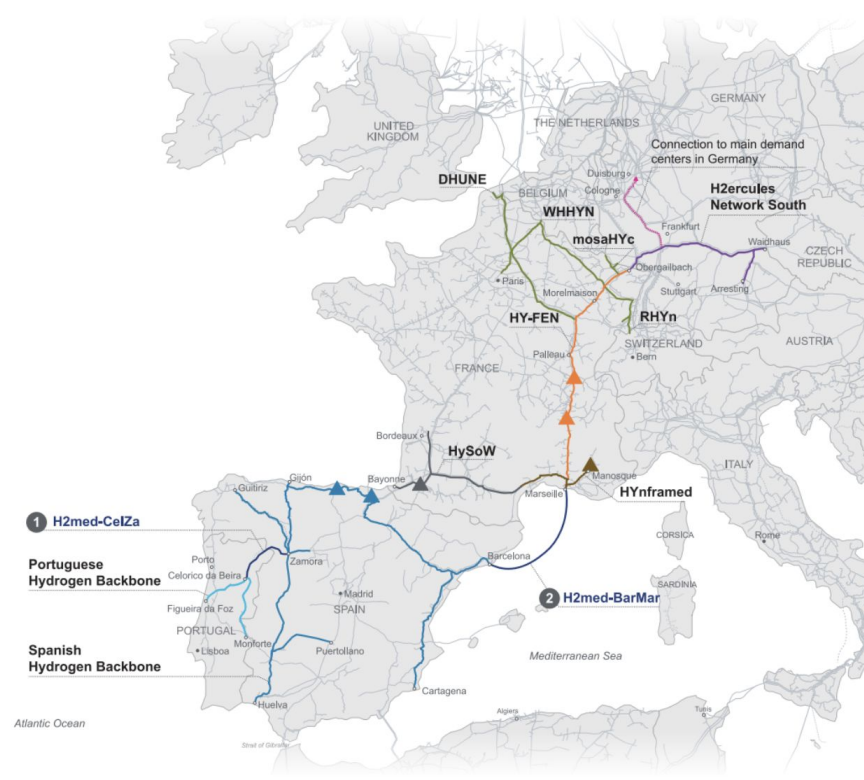 GERMANY
UNITED
KINGDOM
THE NETHERLANDS
Connection to main demand
centers in Germany
Duisburg
DHUNE
BELGIUM
Cologne
H2ercules
Network South
WHHYN
Frankfurt
mosaHYc
Waidhaus
CZECH
REPUBLIC
Obergailbach
Paris
Morelmaison
Stuttgart
Arresting
HY-FEN
RHYn
SWITZERLAND
AUSTRIA
Palleau
Bern
FRANCE
Bordeaux
HySoW
ITALY
Gijón
Bayonne
Manosque
Guitiriz
Marseille
HYnframed
1 H2med-CelZa
CORSICA
Rome
Porto
Zamora
Barcelona
Portuguese
Hydrogen Backbone
Celorico da Beira
SARDINIA
Madrid
2 H2med-BarMar
Figueira da Foz
SPAIN
PORTUGAL
Monforte
Lisboa
Puertollano
Spanish
Hydrogen Backbone
Mediterranean Sea
Cartagena
Huelva
Algiers
Tunis
Atlantic Ocean
Strait of Gibraltar